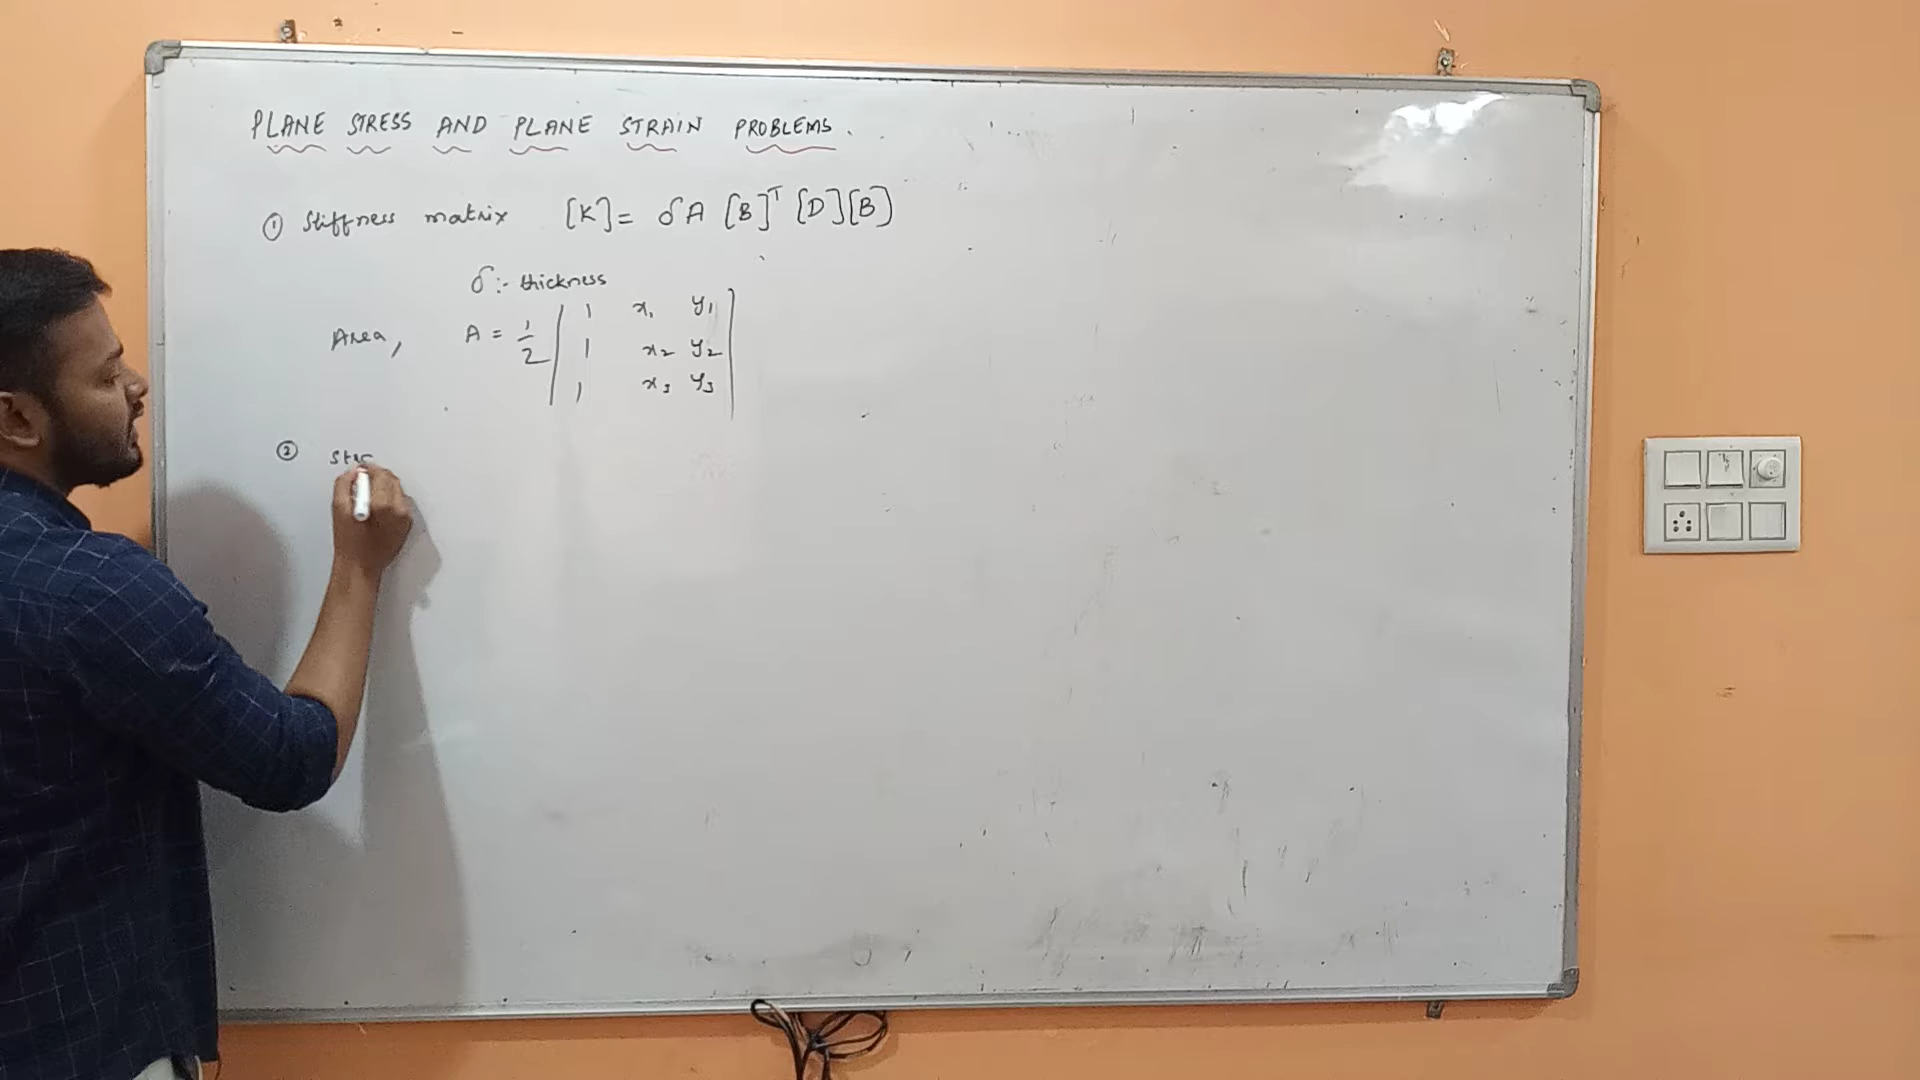 PLANE STRESS AND PLANE STRAIN PROBLEMS.
① Stiffness matrix [K]= δA [B]ᵀ [D][B]
δ:- thickness
Area, A = 1/2 | 1 x₁ y₁
1 x₂ y₂
1 x₃ y₃ |
②